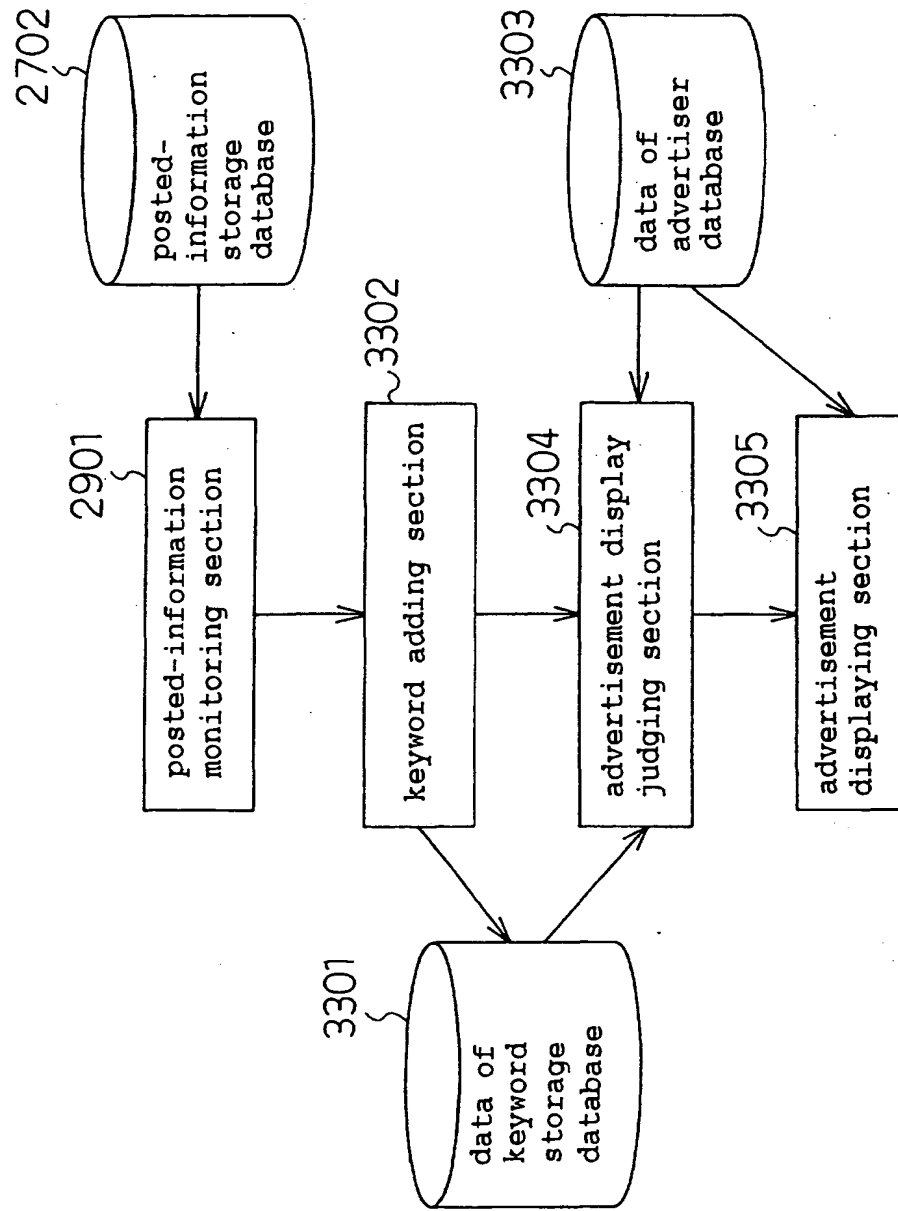 2702
posted-
information
storage
database
2901
posted-information
monitoring section
3302
keyword adding section
3301
data of
keyword
storage
database
3303
data of
advertiser
database
3304
advertisement display
judging section
3305
advertisement
displaying section